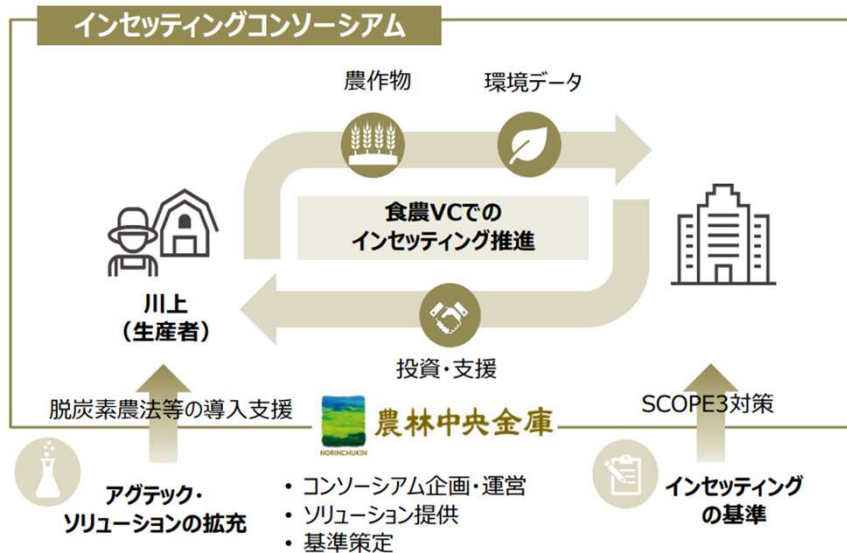 インセッティングコンソーシアム
農作物
環境データ
食農VCでの
インセッティング推進
川上
（生産者）
投資・支援
脱炭素農法等の導入支援
SCOPE3対策
NORINCHUKIN
農林中央金庫
アグテック・
ソリューションの拡充
・コンソーシアム企画・運営
・ソリューション提供
・基準策定
インセッティング
の基準